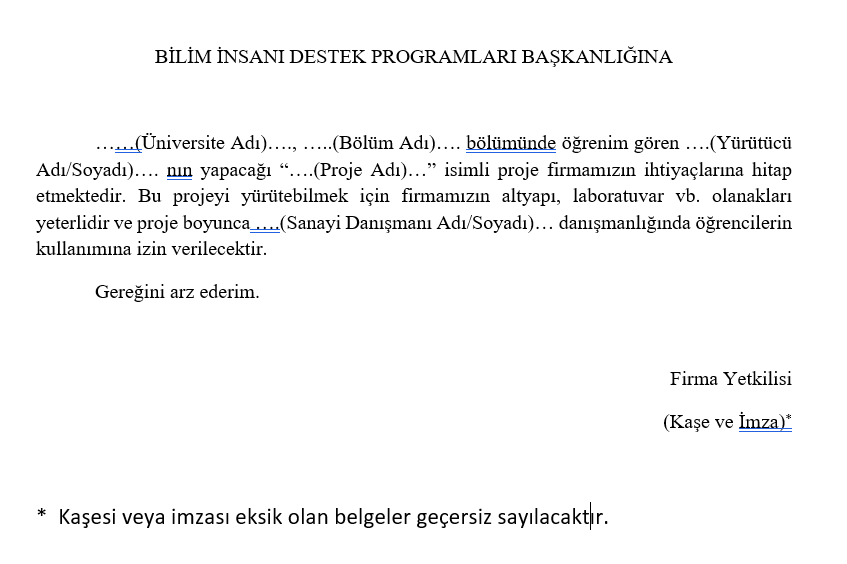 BİLİM İNSANI DESTEK PROGRAMLARI BAŞKANLIĞINA
……(Üniversite Adı)…., …..(Bölüm Adı)…. bölümünde öğrenim gören ….(Yürütücü
Adı/Soyadı)…. nın yapacağı “….(Proje Adı)…” isimli proje firmamızın ihtiyaçlarına hitap
etmektedir. Bu projeyi yürütebilmek için firmamızın altyapı, laboratuvar vb. olanakları
yeterlidir ve proje boyunca ….(Sanayi Danışmanı Adı/Soyadı)… danışmanlığında öğrencilerin
kullanımına izin verilecektir.
Gereğini arz ederim.
Firma Yetkilisi
(Kaşe ve İmza)*
* Kaşesi veya imzası eksik olan belgeler geçersiz sayılacaktır.